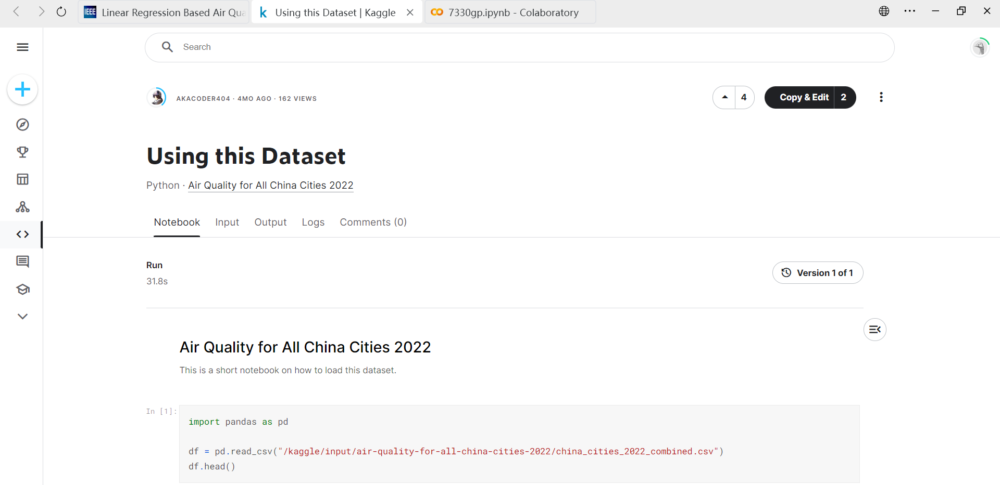 IEEE Linear Regression Based Air Qua
k Using this Dataset | Kaggle
7330gp.ipynb - Colaboratory
Search
AKACODER404 · 4MO AGO · 162 VIEWS
4
Copy & Edit 2
Using this Dataset
Python · Air Quality for All China Cities 2022
Notebook Input Output Logs Comments (0)
Run
31.8s
Version 1 of 1
Air Quality for All China Cities 2022
This is a short notebook on how to load this dataset.
In [1]:
import pandas as pd
df = pd.read_csv("/kaggle/input/air-quality-for-all-china-cities-2022/china_cities_2022_combined.csv")
df.head()